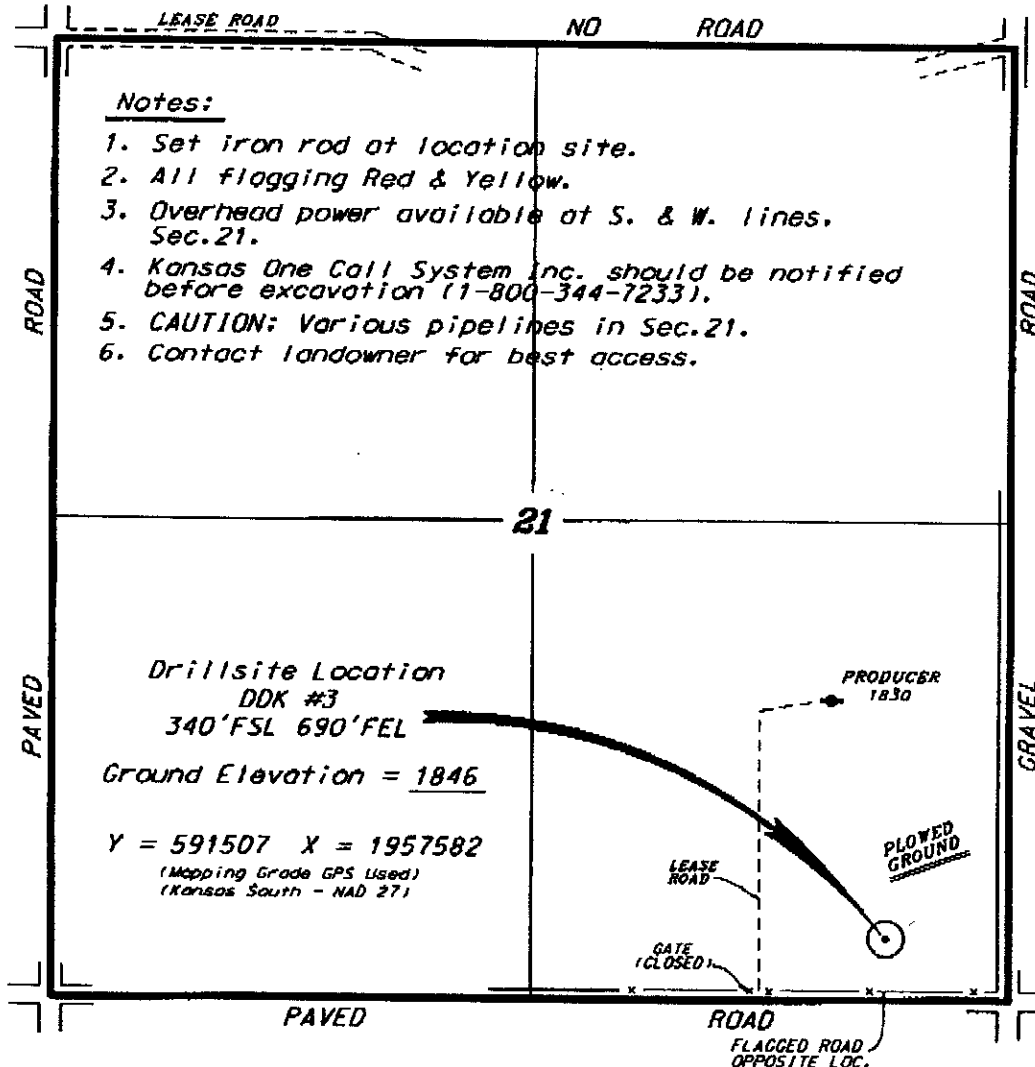 LEASE ROAD
NO ROAD
Notes:
1. Set iron rod at location site.
2. All flagging Red & Yellow.
3. Overhead power available at S. & W. lines.
Sec.21.
4. Kansas One Call System Inc. should be notified
before excavation (1-800-344-7233).
5. CAUTION: Various pipelines in Sec.21.
6. Contact landowner for best access.
ROAD
ROAD
21
Drillsite Location
DDK #3
340'FSL 690'FEL
Ground Elevation = 1846
Y = 591507 X = 1957582
(Mapping Grade GPS Used)
(Kansas South - NAD 27)
PRODUCER
1830
PAVED
GRAVEL
PLOWED
GROUND
LEASE
ROAD
GATE
(CLOSED)
PAVED ROAD
FLAGGED ROAD
OPPOSITE LOC.